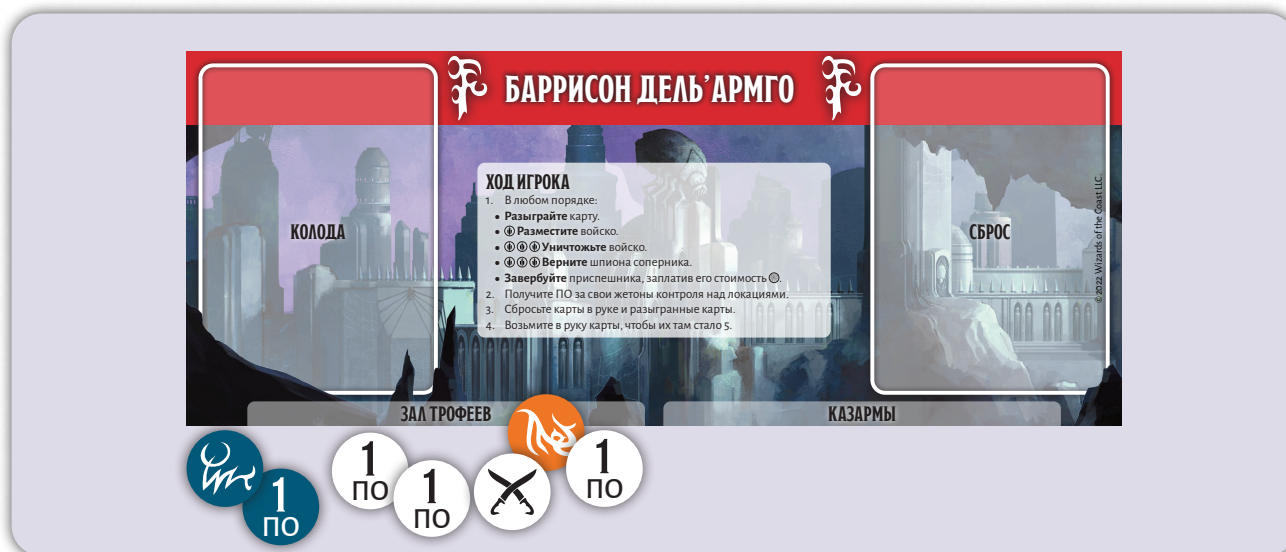 БАРРИСОН ДЕЛЬ’АРМГО
ХОД ИГРОКА
1. В любом порядке:
• Разыграйте карту.
• Разместите войско.
• Уничтожьте войско.
• Верните шпиона соперника.
• Завербуйте приспешника, заплатив его стоимость.
2. Получите ПО за свои жетоны контроля над локациями.
3. Сбросьте карты в руке и разыгранные карты.
4. Возьмите в руку карты, чтобы их там стало 5.
КОЛОДА
СБРОС
©2022 Wizards of the Coast LLC.
ЗАЛ ТРОФЕЕВ
КАЗАРМЫ
1
ПО
1
ПО
1
ПО
1
ПО